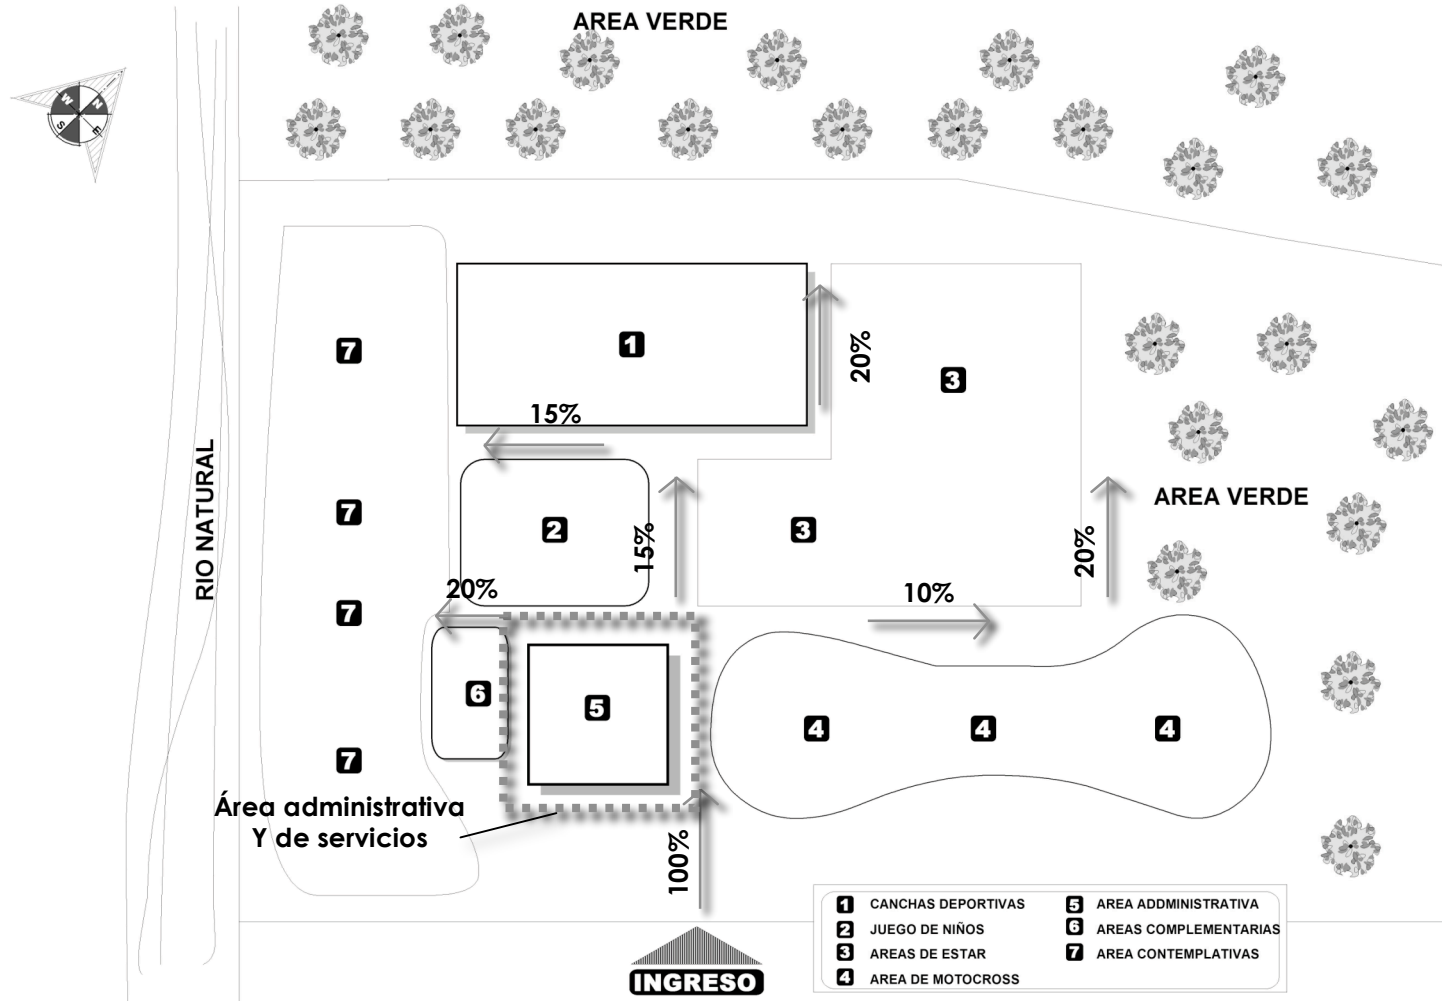 AREA VERDE
W
N
S
E
7
1
20%
3
15%
RIO NATURAL
AREA VERDE
7
2
15%
3
20%
20%
10%
7
6
5
4
4
4
7
Área administrativa
Y de servicios
100%
1 CANCHAS DEPORTIVAS
2 JUEGO DE NIÑOS
3 AREAS DE ESTAR
4 AREA DE MOTOCROSS
5 AREA ADDMINISTRATIVA
6 AREAS COMPLEMENTARIAS
7 AREA CONTEMPLATIVAS
INGRESO